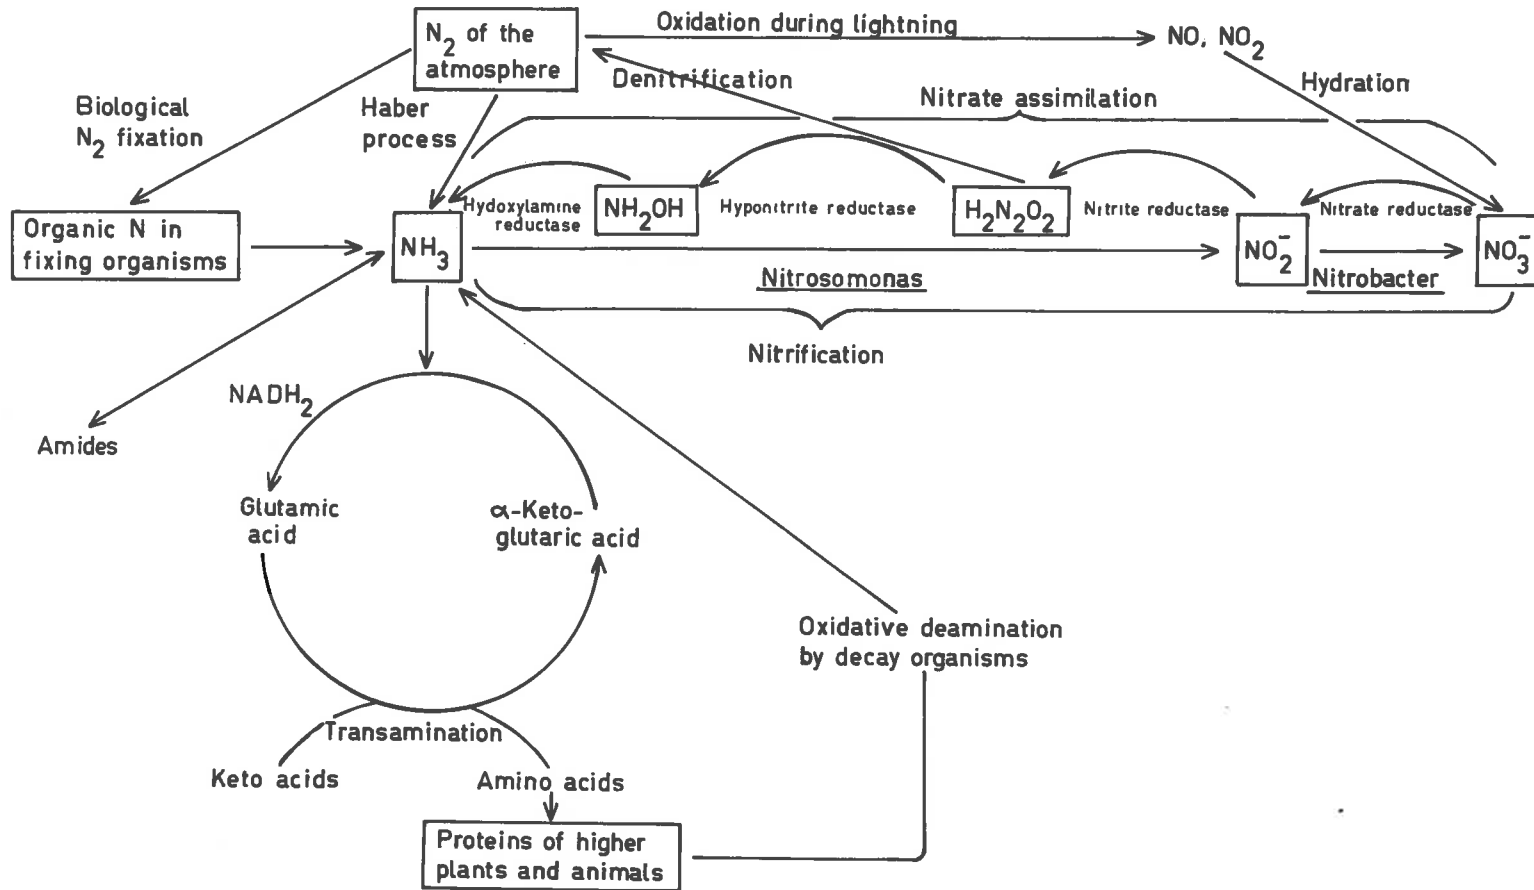 N2 of the
atmosphere
Oxidation during lightning
NO, NO2
Denitrification
Hydration
Nitrate assimilation
Biological
N2 fixation
Haber
process
Organic N in
fixing organisms
NH3
Hydoxylamine
reductase
NH2OH
Hyponitrite reductase
H2N2O2
Nitrite reductase
NO2-
Nitrate reductase
NO3-
Nitrosomonas
Nitrobacter
Nitrification
NADH2
Amides
Glutamic
acid
α-Keto-
glutaric acid
Oxidative deamination
by decay organisms
Transamination
Keto acids
Amino acids
Proteins of higher
plants and animals